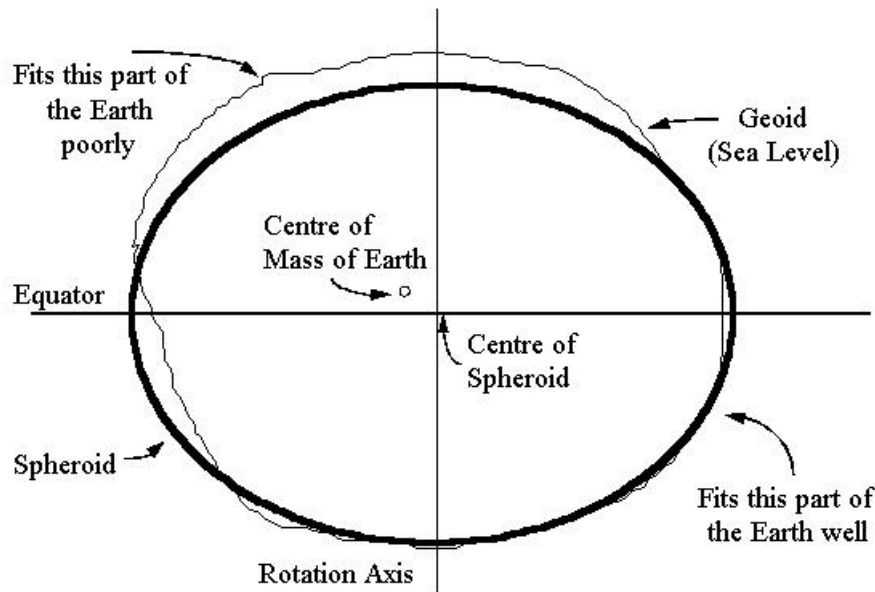 Fits this part of
the Earth
poorly
Geoid
(Sea Level)
Centre of
Mass of Earth
Equator
Centre of
Spheroid
Spheroid
Fits this part of
the Earth well
Rotation Axis